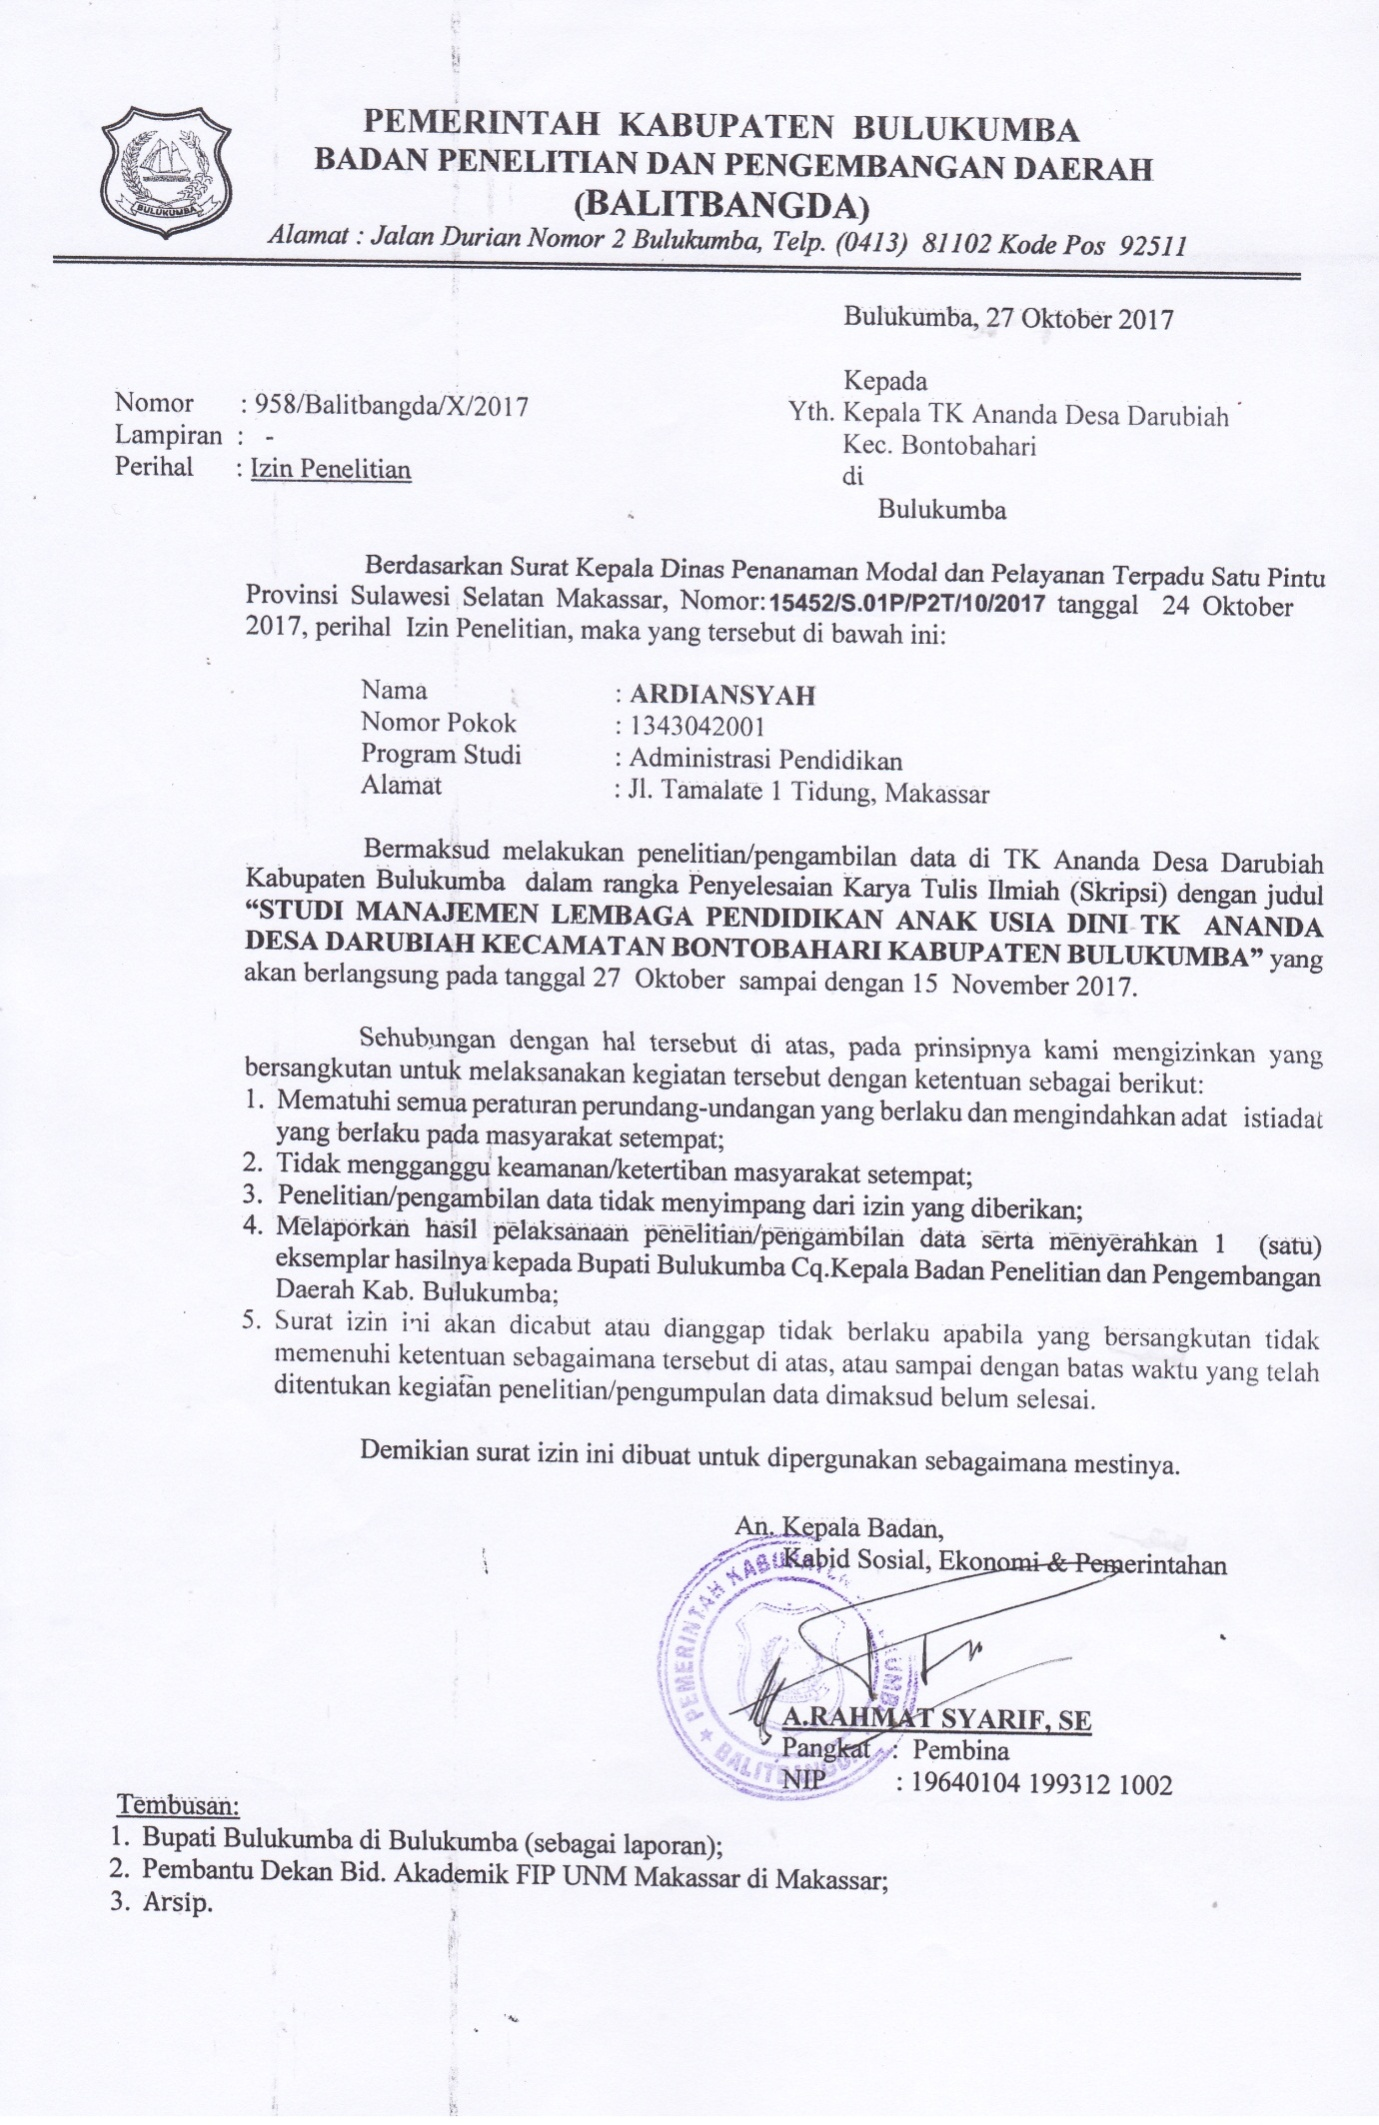 PEMERINTAH KABUPATEN BULUKUMBA
BADAN PENELITIAN DAN PENGEMBANGAN DAERAH
(BALITBANGDA)
Alamat : Jalan Durian Nomor 2 Bulukumba, Telp. (0413) 81102 Kode Pos 92511
BULUKUMBA
Bulukumba, 27 Oktober 2017
Nomor : 958/Balitbangda/X/2017
Lampiran : -
Perihal : Izin Penelitian
Kepada
Yth. Kepala TK Ananda Desa Darubiah
Kec. Bontobahari
di
Bulukumba
Berdasarkan Surat Kepala Dinas Penanaman Modal dan Pelayanan Terpadu Satu Pintu
Provinsi Sulawesi Selatan Makassar, Nomor:15452/S.01P/P2T/10/2017 tanggal 24 Oktober
2017, perihal Izin Penelitian, maka yang tersebut di bawah ini:
Nama : ARDIANSYAH
Nomor Pokok : 1343042001
Program Studi : Administrasi Pendidikan
Alamat : Jl. Tamalate 1 Tidung, Makassar
Bermaksud melakukan penelitian/pengambilan data di TK Ananda Desa Darubiah
Kabupaten Bulukumba dalam rangka Penyelesaian Karya Tulis Ilmiah (Skripsi) dengan judul
“STUDI MANAJEMEN LEMBAGA PENDIDIKAN ANAK USIA DINI TK ANANDA
DESA DARUBIAH KECAMATAN BONTOBAHARI KABUPATEN BULUKUMBA” yang
akan berlangsung pada tanggal 27 Oktober sampai dengan 15 November 2017.
Sehubungan dengan hal tersebut di atas, pada prinsipnya kami mengizinkan yang
bersangkutan untuk melaksanakan kegiatan tersebut dengan ketentuan sebagai berikut:
1. Mematuhi semua peraturan perundang-undangan yang berlaku dan mengindahkan adat istiadat
yang berlaku pada masyarakat setempat;
2. Tidak mengganggu keamanan/ketertiban masyarakat setempat;
3. Penelitian/pengambilan data tidak menyimpang dari izin yang diberikan;
4. Melaporkan hasil pelaksanaan penelitian/pengambilan data serta menyerahkan 1 (satu)
eksemplar hasilnya kepada Bupati Bulukumba Cq.Kepala Badan Penelitian dan Pengembangan
Daerah Kab. Bulukumba;
5. Surat izin ini akan dicabut atau dianggap tidak berlaku apabila yang bersangkutan tidak
memenuhi ketentuan sebagaimana tersebut di atas, atau sampai dengan batas waktu yang telah
ditentukan kegiatan penelitian/pengumpulan data dimaksud belum selesai.
Demikian surat izin ini dibuat untuk dipergunakan sebagaimana mestinya.
An. Kepala Badan,
Kabid Sosial, Ekonomi & Pemerintahan
PEMERINTAH
A.RAHMAT SYARIF, SE
Pangkat : Pembina
NIP : 19640104 199312 1002
Tembusan:
1. Bupati Bulukumba di Bulukumba (sebagai laporan);
2. Pembantu Dekan Bid. Akademik FIP UNM Makassar di Makassar;
3. Arsip.